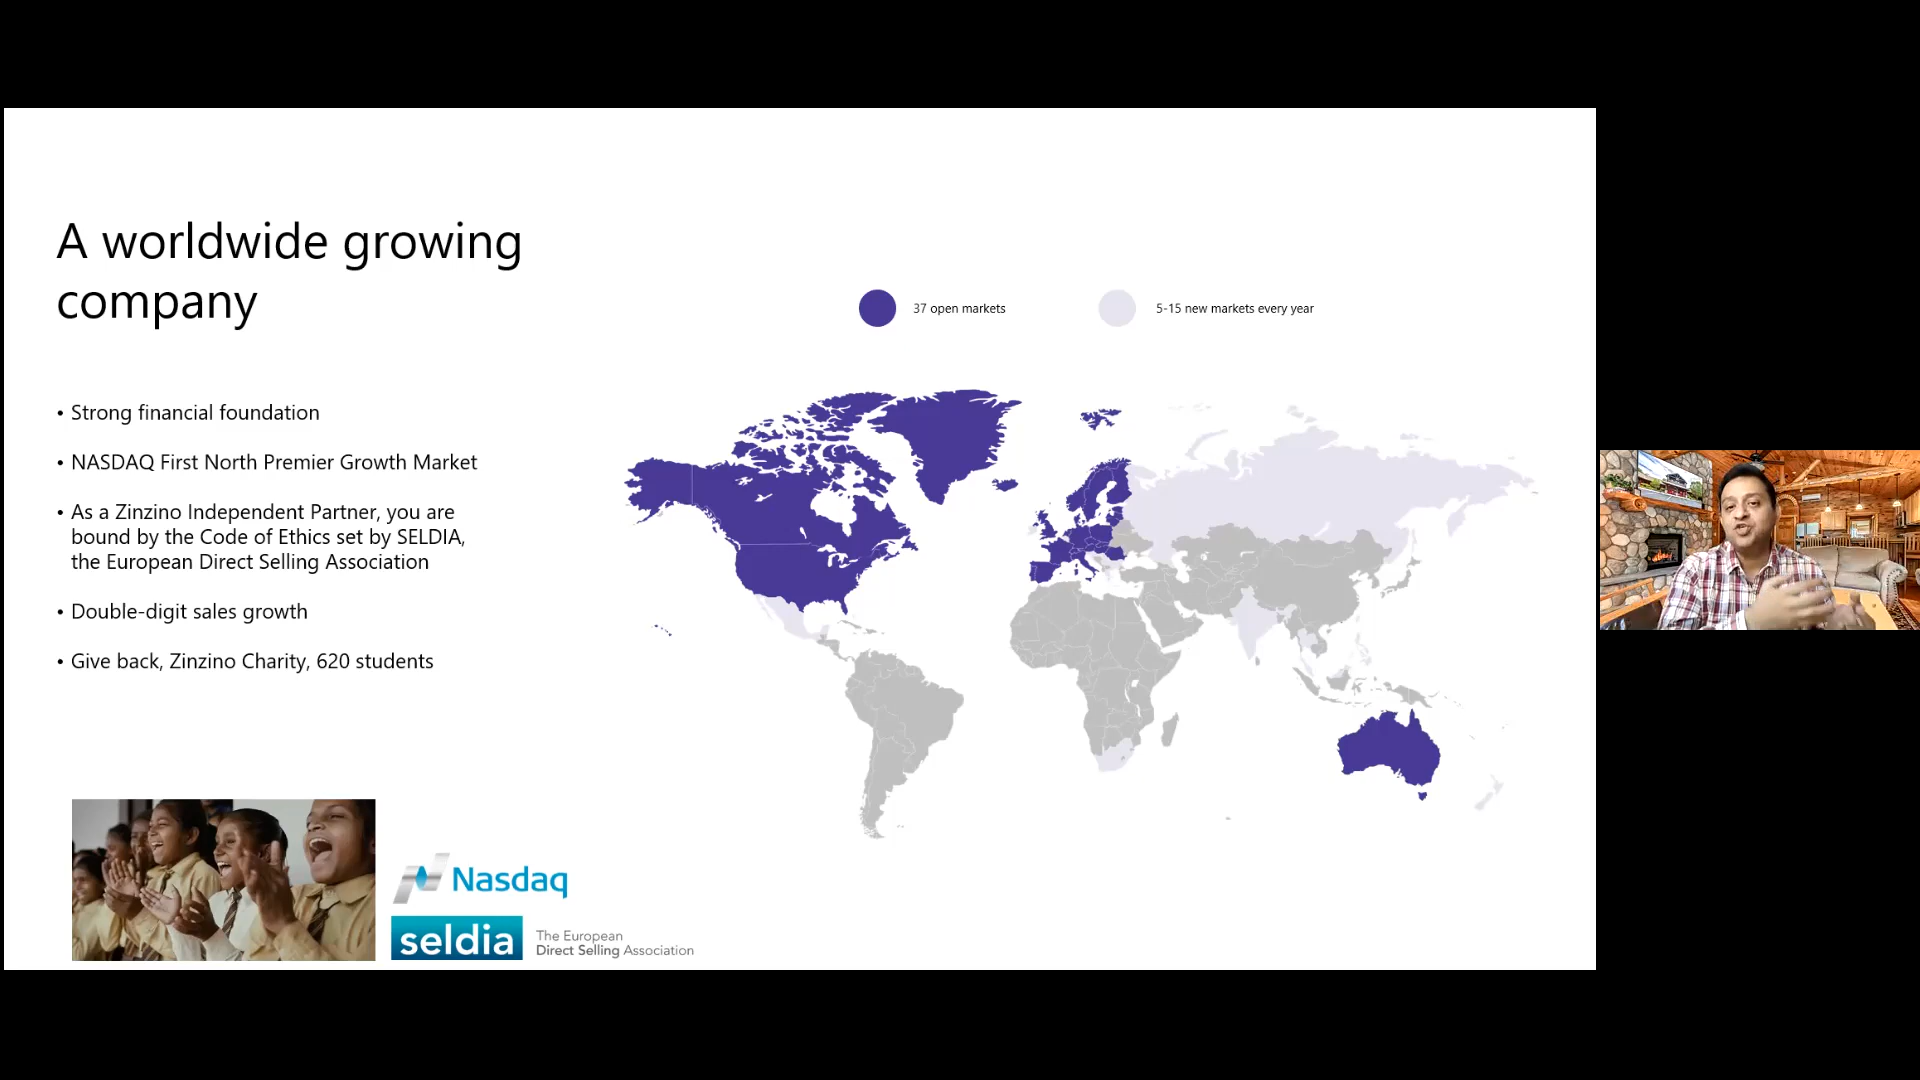 A worldwide growing
company
37 open markets
5-15 new markets every year
• Strong financial foundation
• NASDAQ First North Premier Growth Market
• As a Zinzino Independent Partner, you are
bound by the Code of Ethics set by SELDIA,
the European Direct Selling Association
• Double-digit sales growth
• Give back, Zinzino Charity, 620 students
Nasdaq
seldia
The European
Direct Selling Association